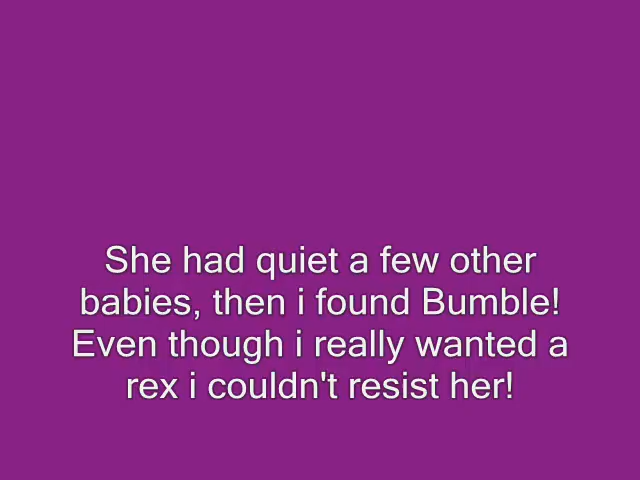 She had quiet a few other
babies, then i found Bumble!
Even though i really wanted a
rex i couldn't resist her!